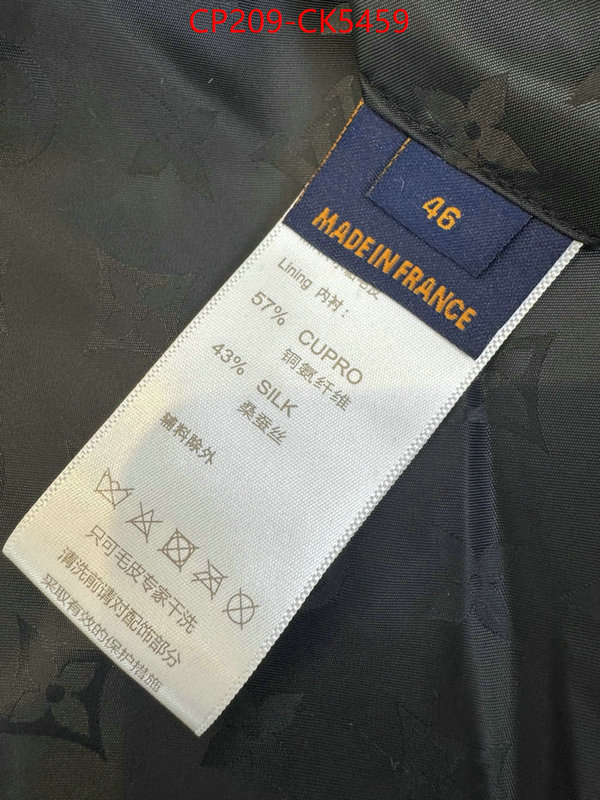 CP209-CK5459
46
MADE IN FRANCE
Lining 内衬：
57% CUPRO
铜氨纤维
43% SILK
桑蚕丝
辅料除外
只可毛皮专家干洗
清洗前请对配饰部分
采取有效的保护措施